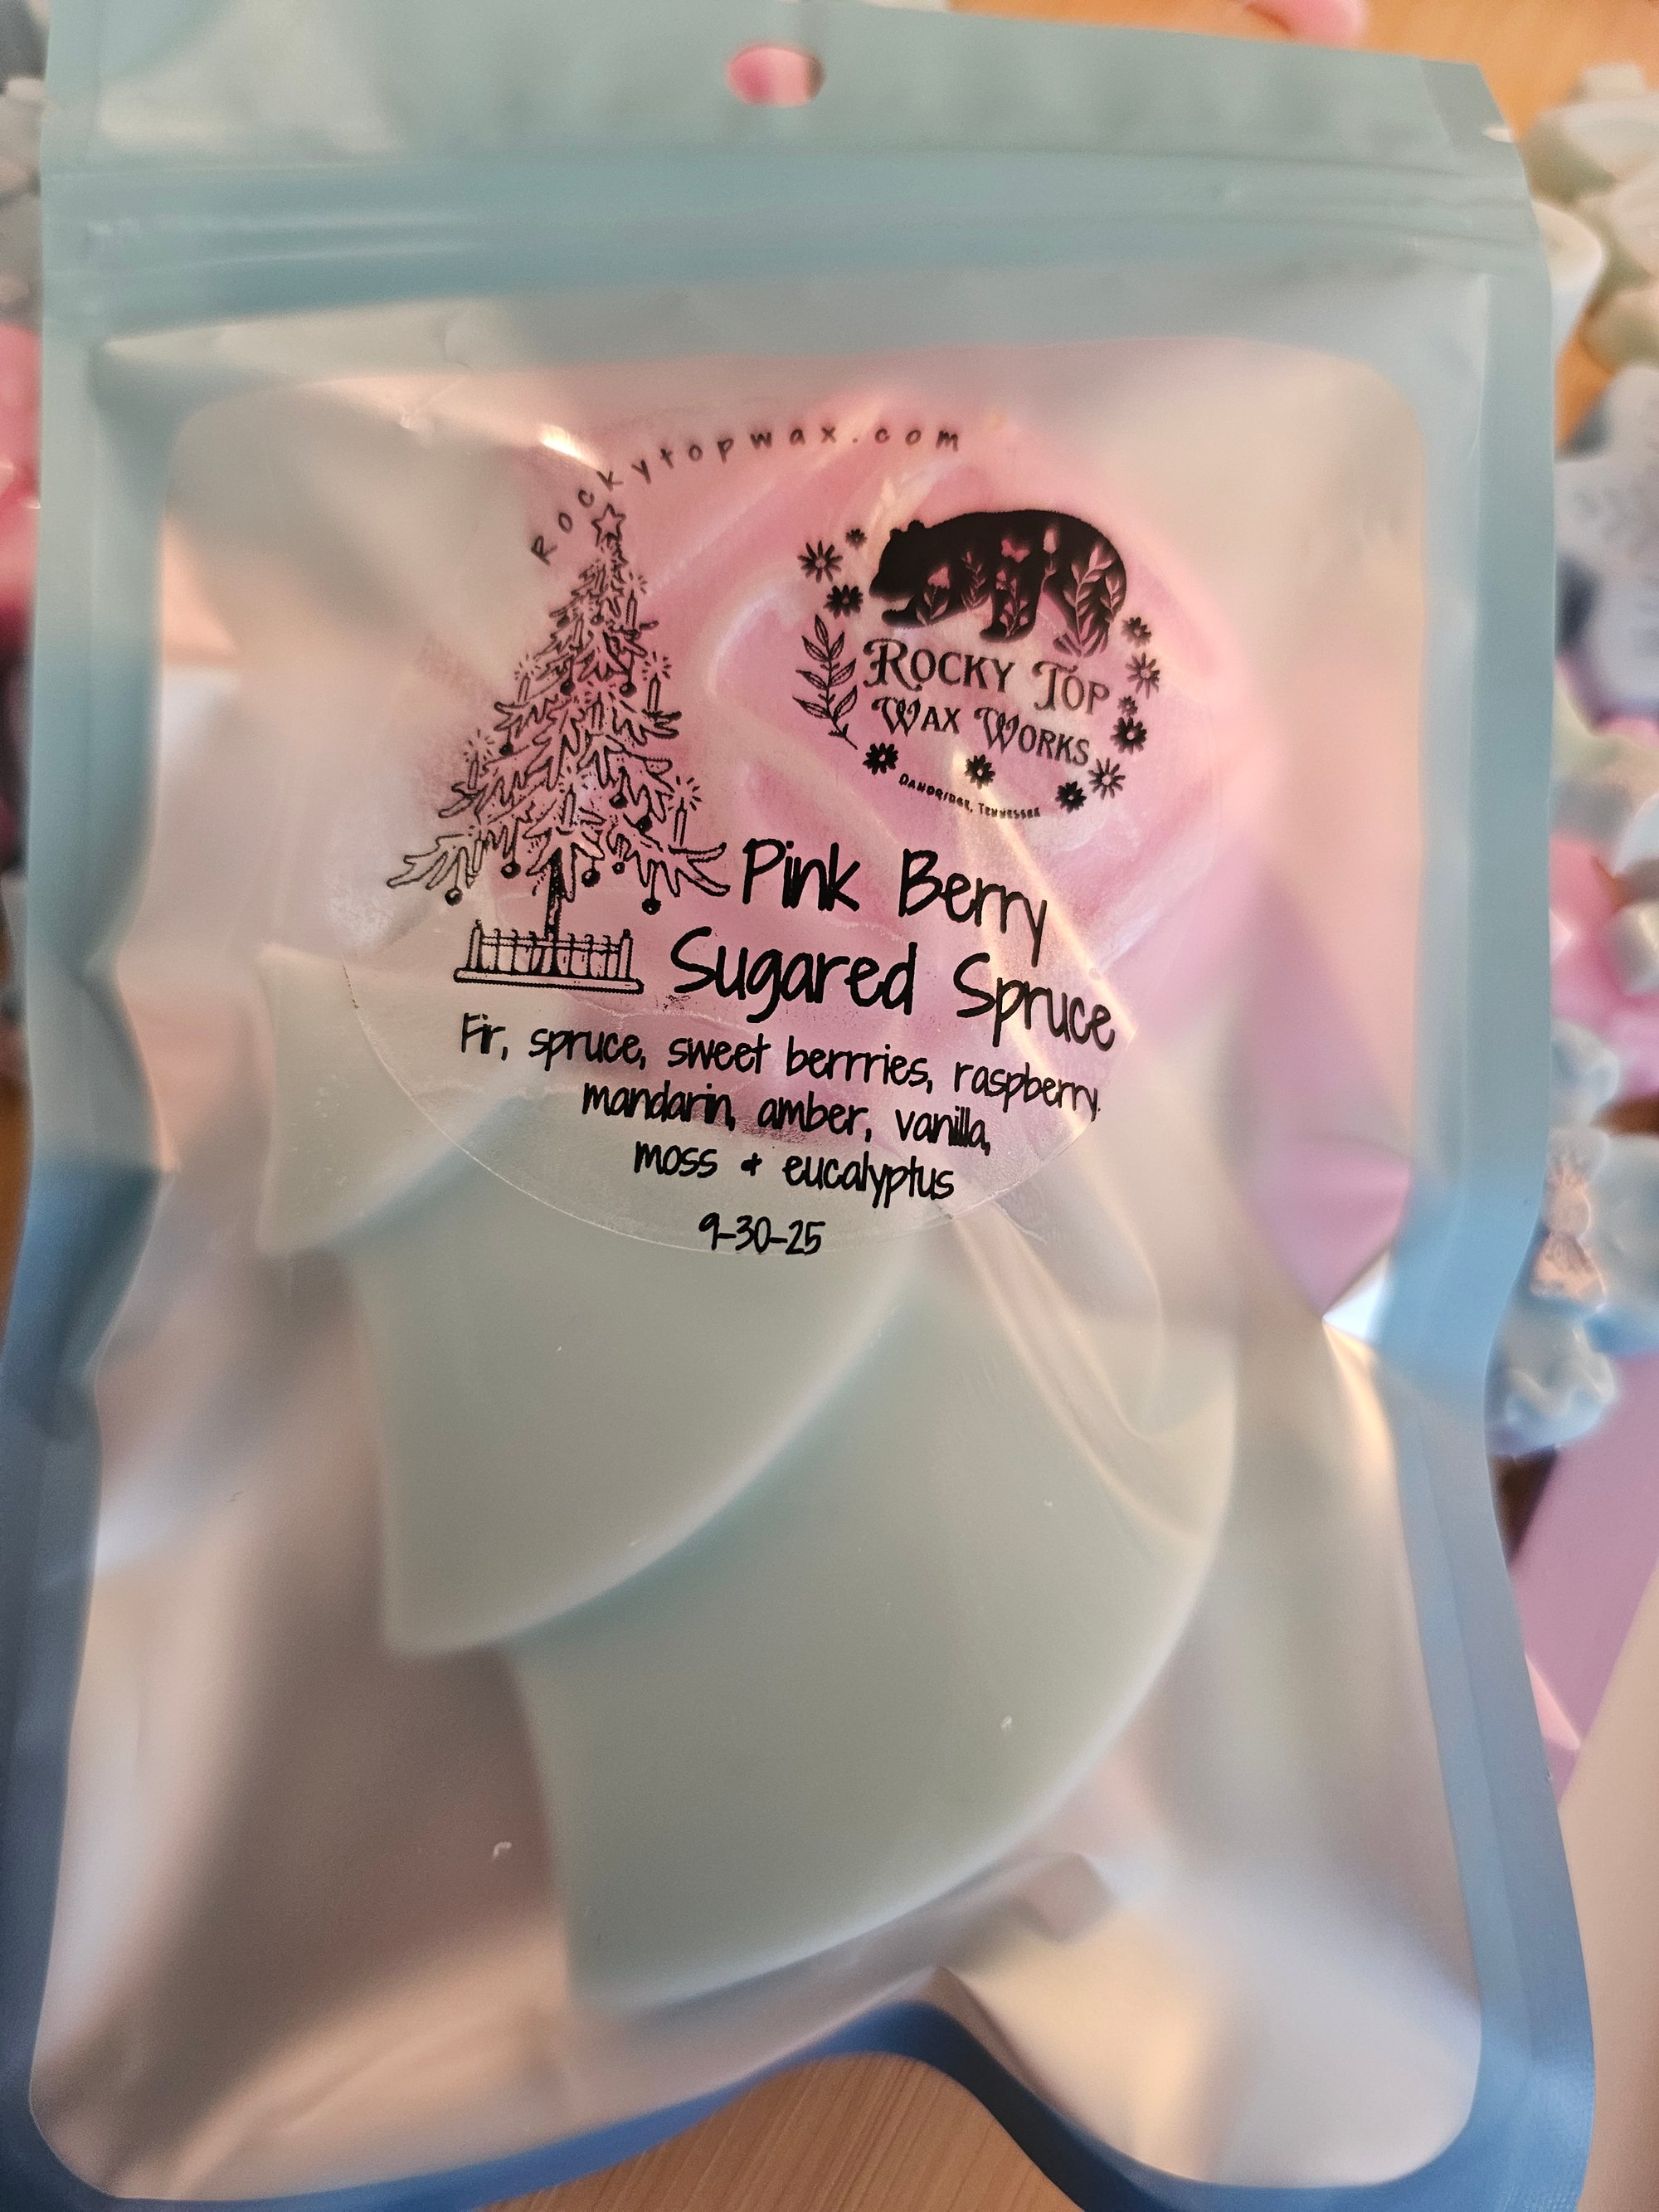 Rockytopwax.com
ROCKY TOP
WAX WORKS
DANDRIDGE, TENNESSEE
Pink Berry
Sugared Spruce
Fir, spruce, sweet berrries, raspberry,
mandarin, amber, vanilla,
moss + eucalyptus
9-30-25